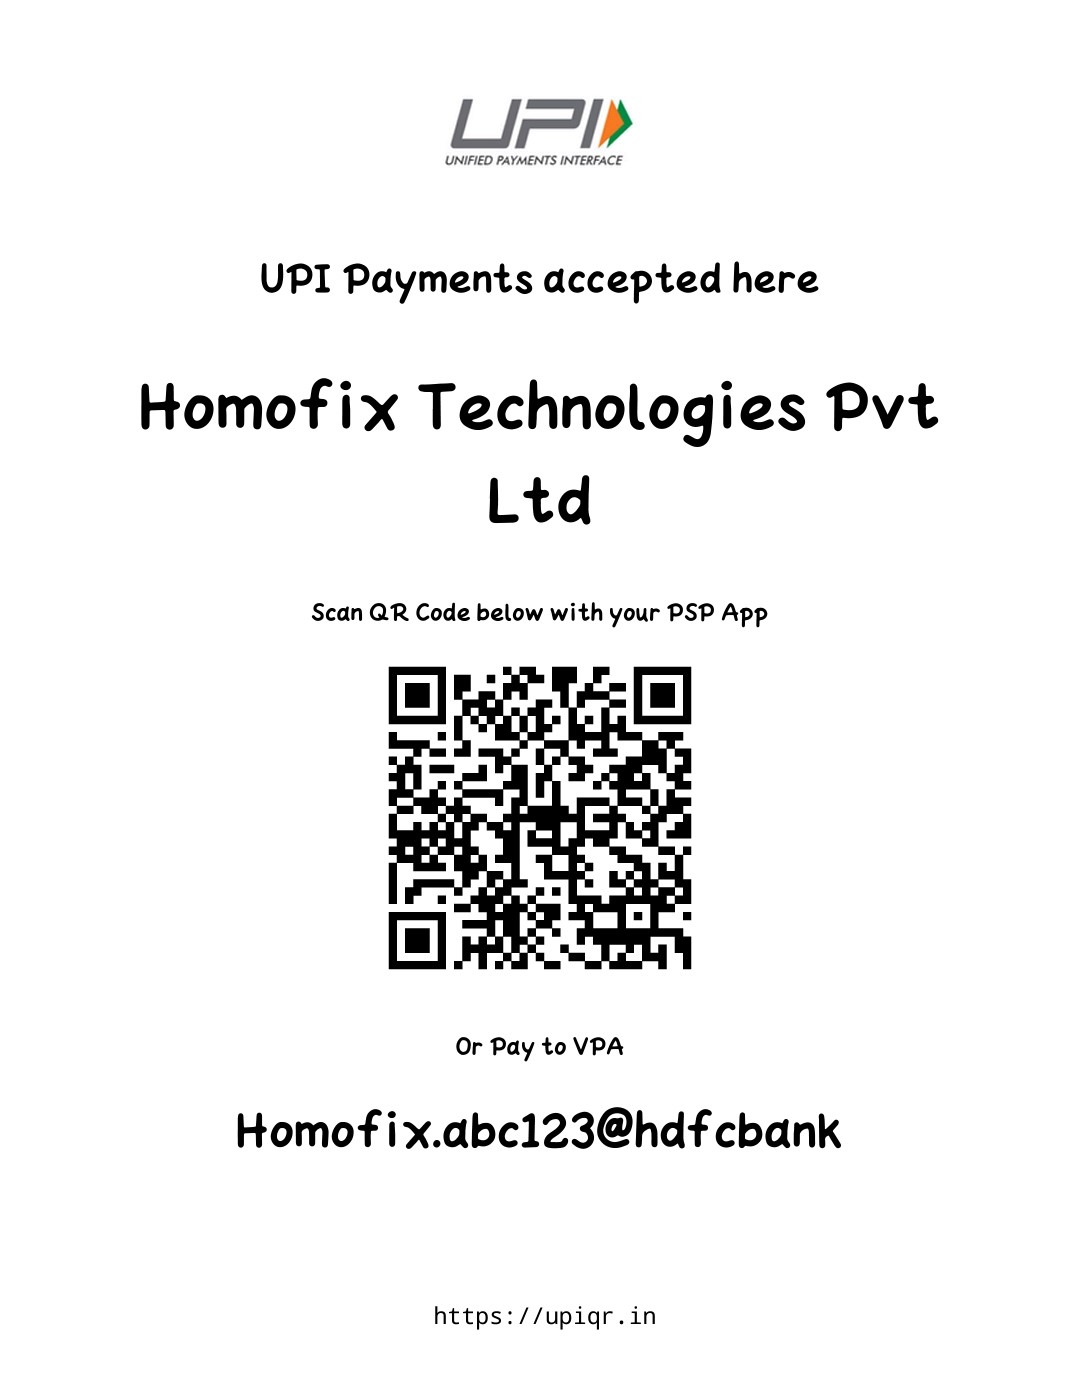 UPI
UNIFIED PAYMENTS INTERFACE
UPI Payments accepted here
Homofix Technologies Pvt
Ltd
Scan QR Code below with your PSP App
Or Pay to VPA
Homofix.abc123@hdfcbank
https://upiqr.in